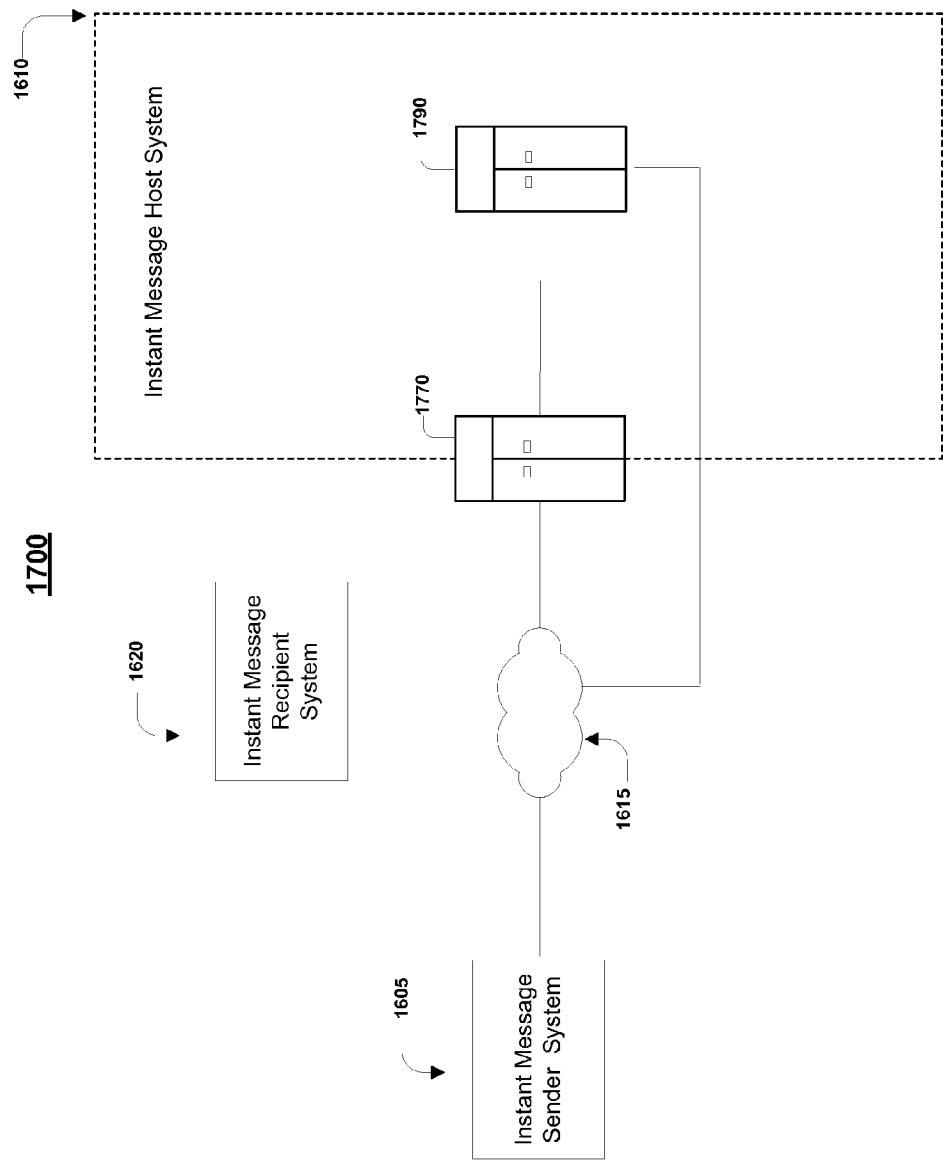 1700
1610
Instant Message Host System
1620
Instant Message
Recipient
System
1770
1790
1605
Instant Message
Sender System
1615